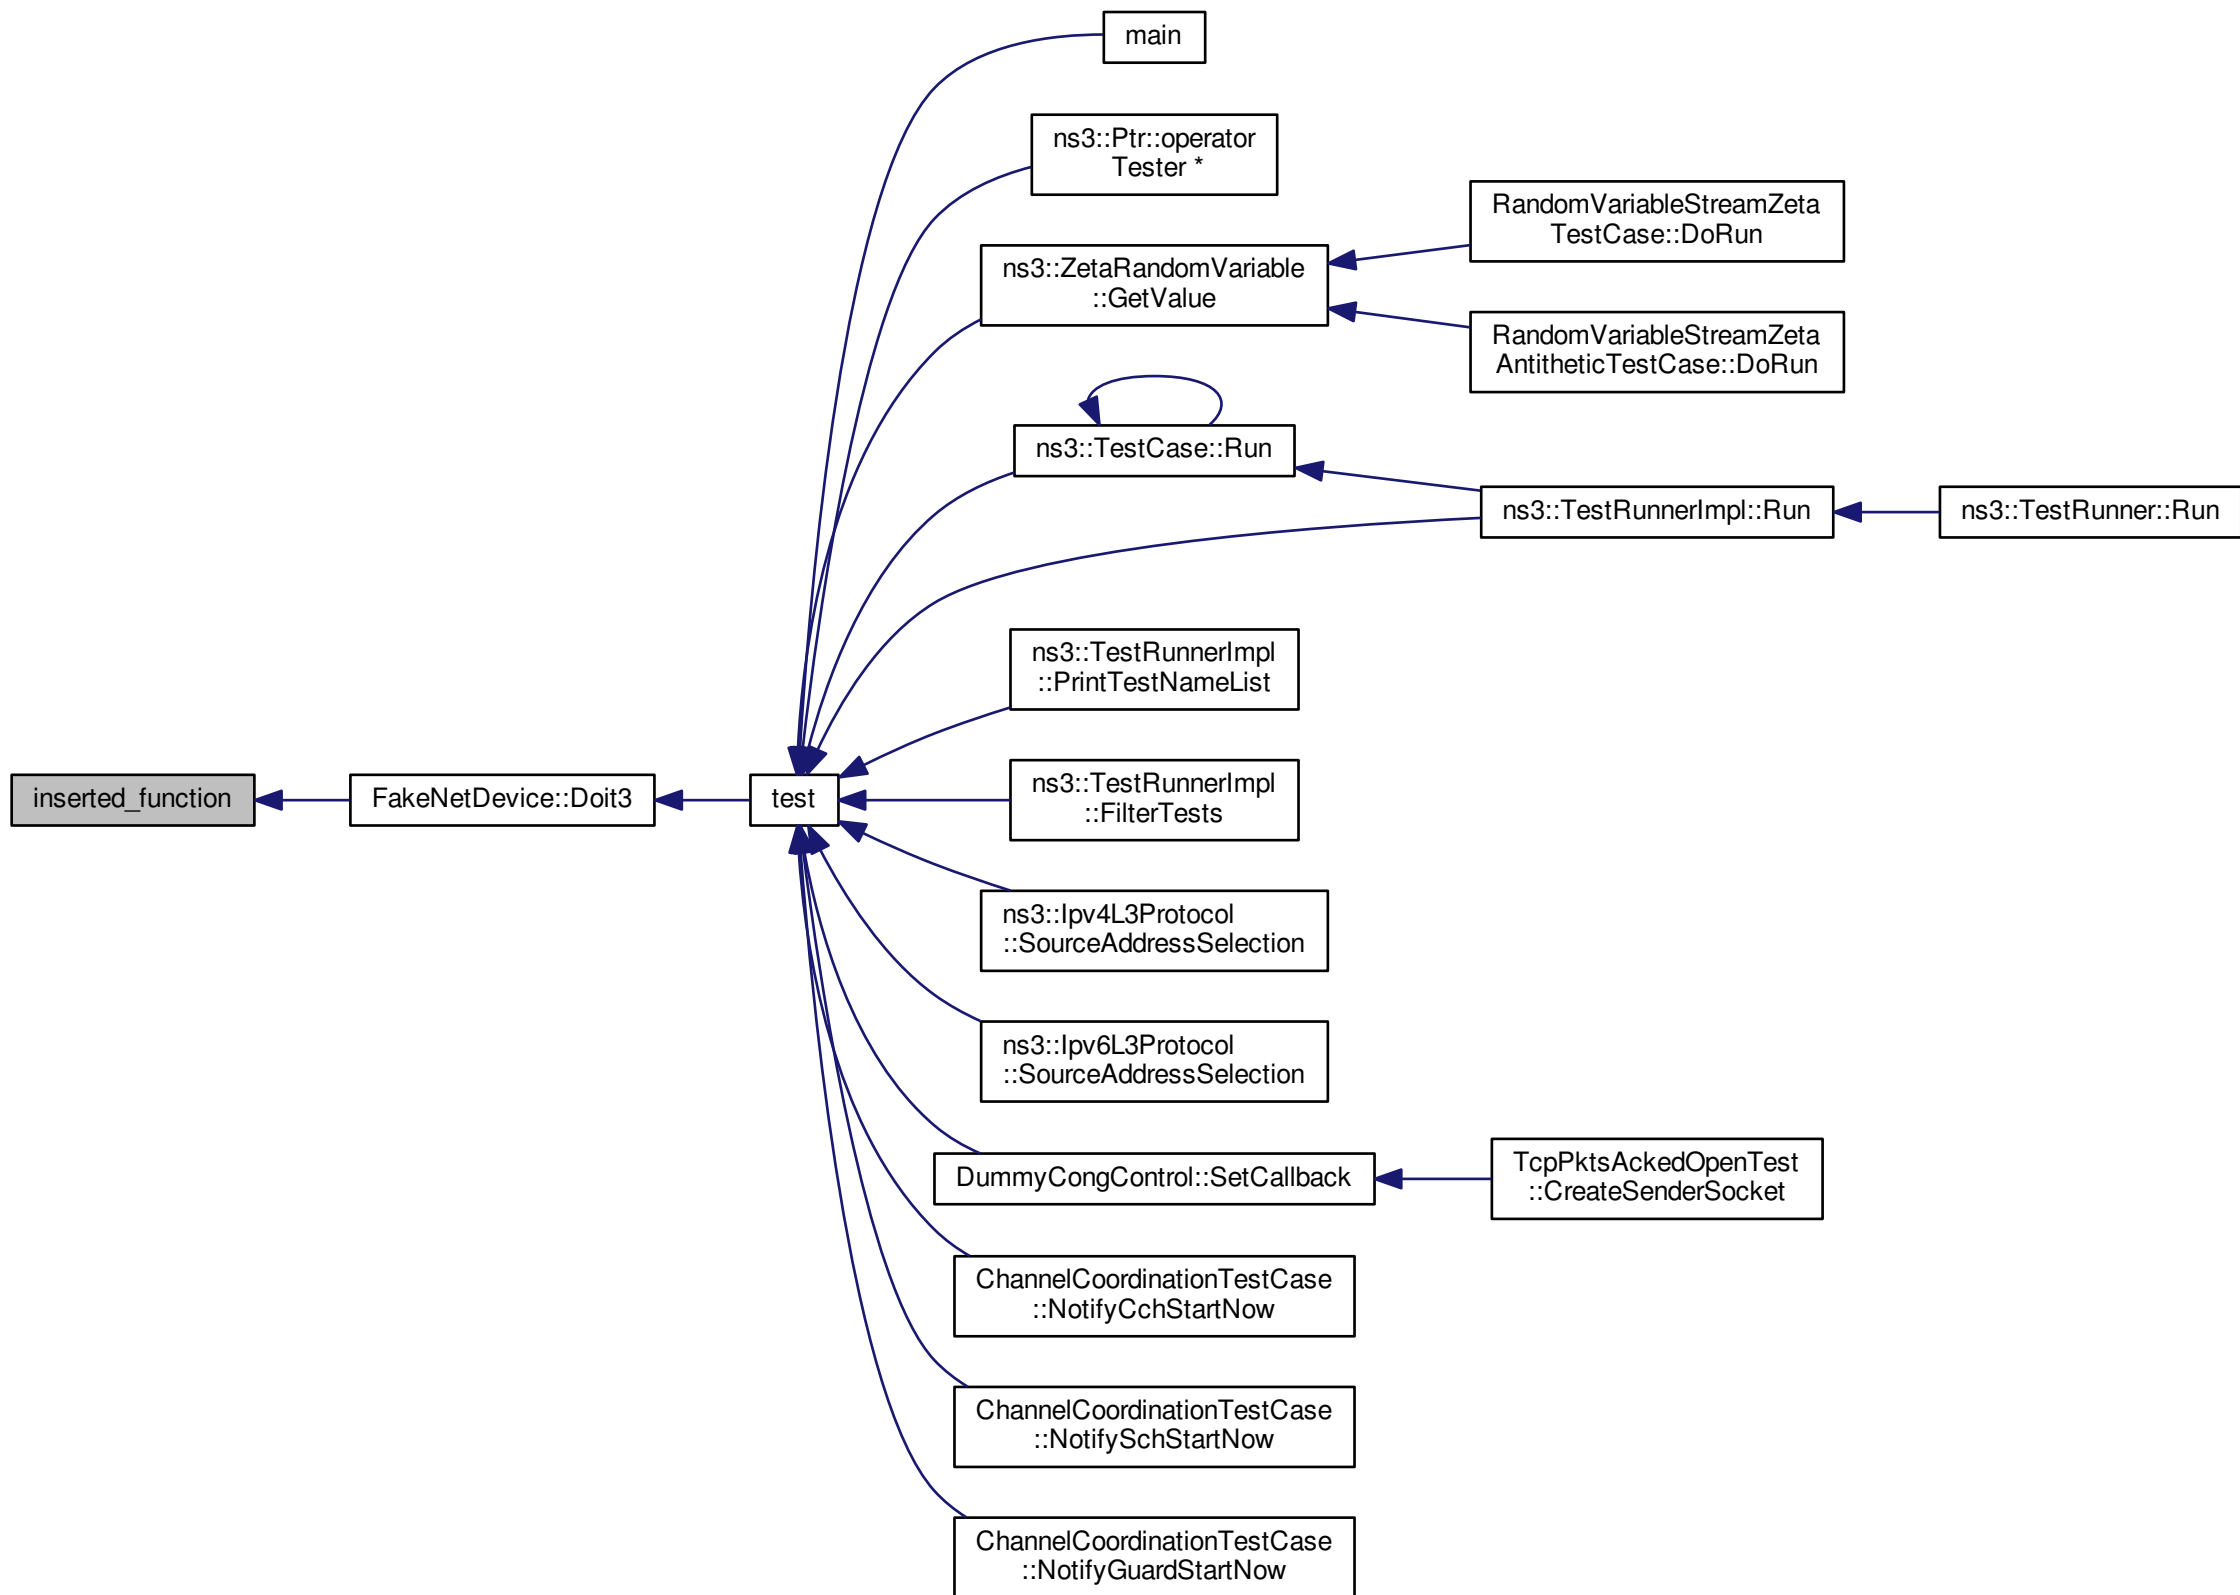 main
ns3::Ptr::operator
Tester *
RandomVariableStreamZeta
TestCase::DoRun
ns3::ZetaRandomVariable
::GetValue
RandomVariableStreamZeta
AntitheticTestCase::DoRun
ns3::TestCase::Run
ns3::TestRunnerImpl::Run
ns3::TestRunner::Run
ns3::TestRunnerImpl
::PrintTestNameList
inserted_function
FakeNetDevice::Doit3
test
ns3::TestRunnerImpl
::FilterTests
ns3::Ipv4L3Protocol
::SourceAddressSelection
ns3::Ipv6L3Protocol
::SourceAddressSelection
DummyCongControl::SetCallback
TcpPktsAckedOpenTest
::CreateSenderSocket
ChannelCoordinationTestCase
::NotifyCchStartNow
ChannelCoordinationTestCase
::NotifySchStartNow
ChannelCoordinationTestCase
::NotifyGuardStartNow